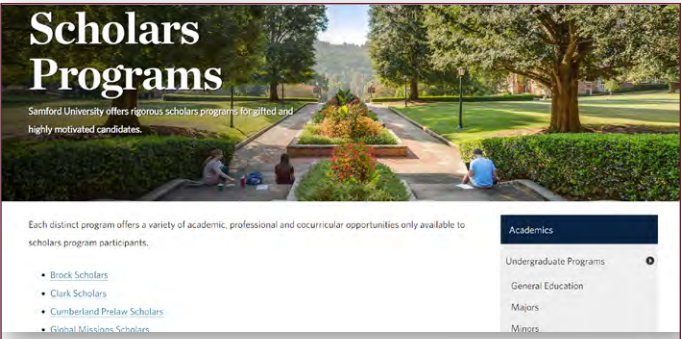 Scholars
Programs
Samford University offers rigorous scholars programs for gifted and
highly motivated candidates.
Each distinct program offers a variety of academic, professional and cocurricular opportunities only available to
scholars program participants.
• Brock Scholars
• Clark Scholars
• Cumberland Prelaw Scholars
• Global Missions Scholars
Academics
Undergraduate Programs
General Education
Majors
Minors